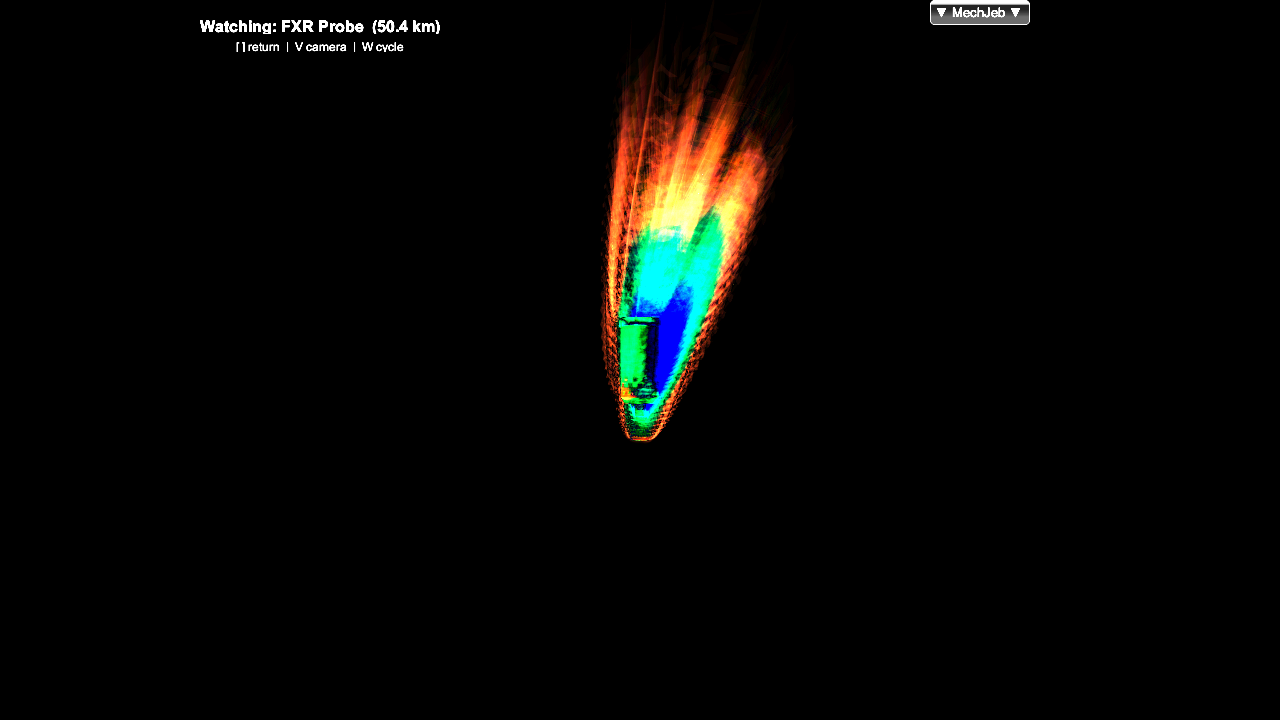 Watching: FXR Probe (50.4 km)
[ ] return | V camera | W cycle
▼ MechJeb ▼